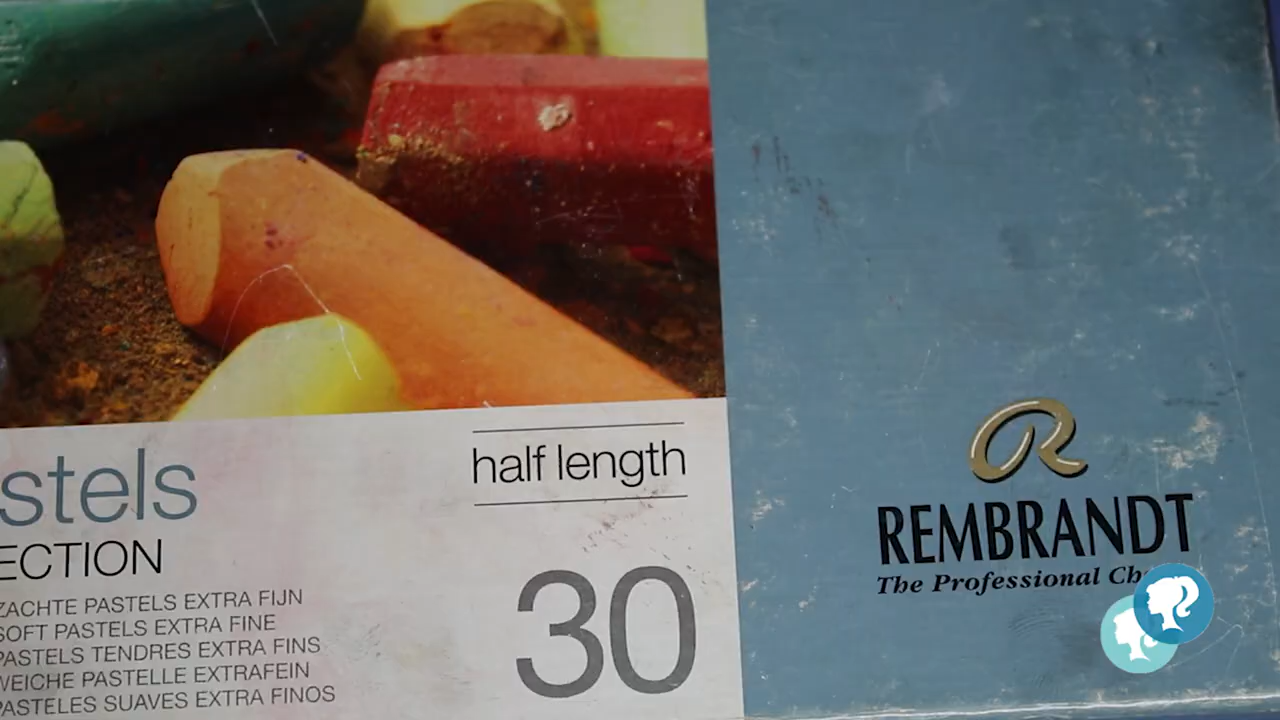 stels
ECTION
ZACHTE PASTELS EXTRA FIJN
SOFT PASTELS EXTRA FINE
PASTELS TENDRES EXTRA FINS
WEICHE PASTELLE EXTRAFEIN
PASTELES SUAVES EXTRA FINOS
half length
30
REMBRANDT
The Professional Ch